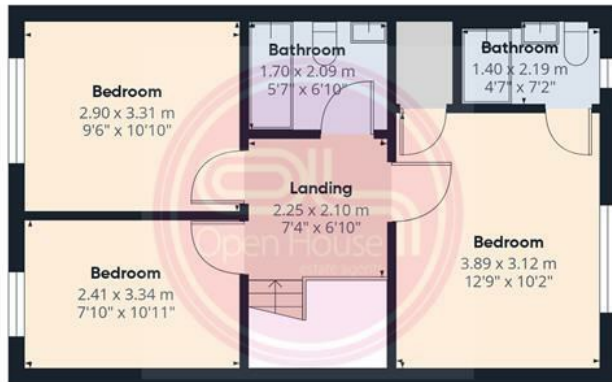 Bathroom
1.70 x 2.09 m
5'7" x 6'10"
Bathroom
1.40 x 2.19 m
4'7" x 7'2"
Bedroom
2.90 x 3.31 m
9'6" x 10'10"
Landing
2.25 x 2.10 m
7'4" x 6'10"
Open House
estate agents
Bedroom
3.89 x 3.12 m
12'9" x 10'2"
Bedroom
2.41 x 3.34 m
7'10" x 10'11"